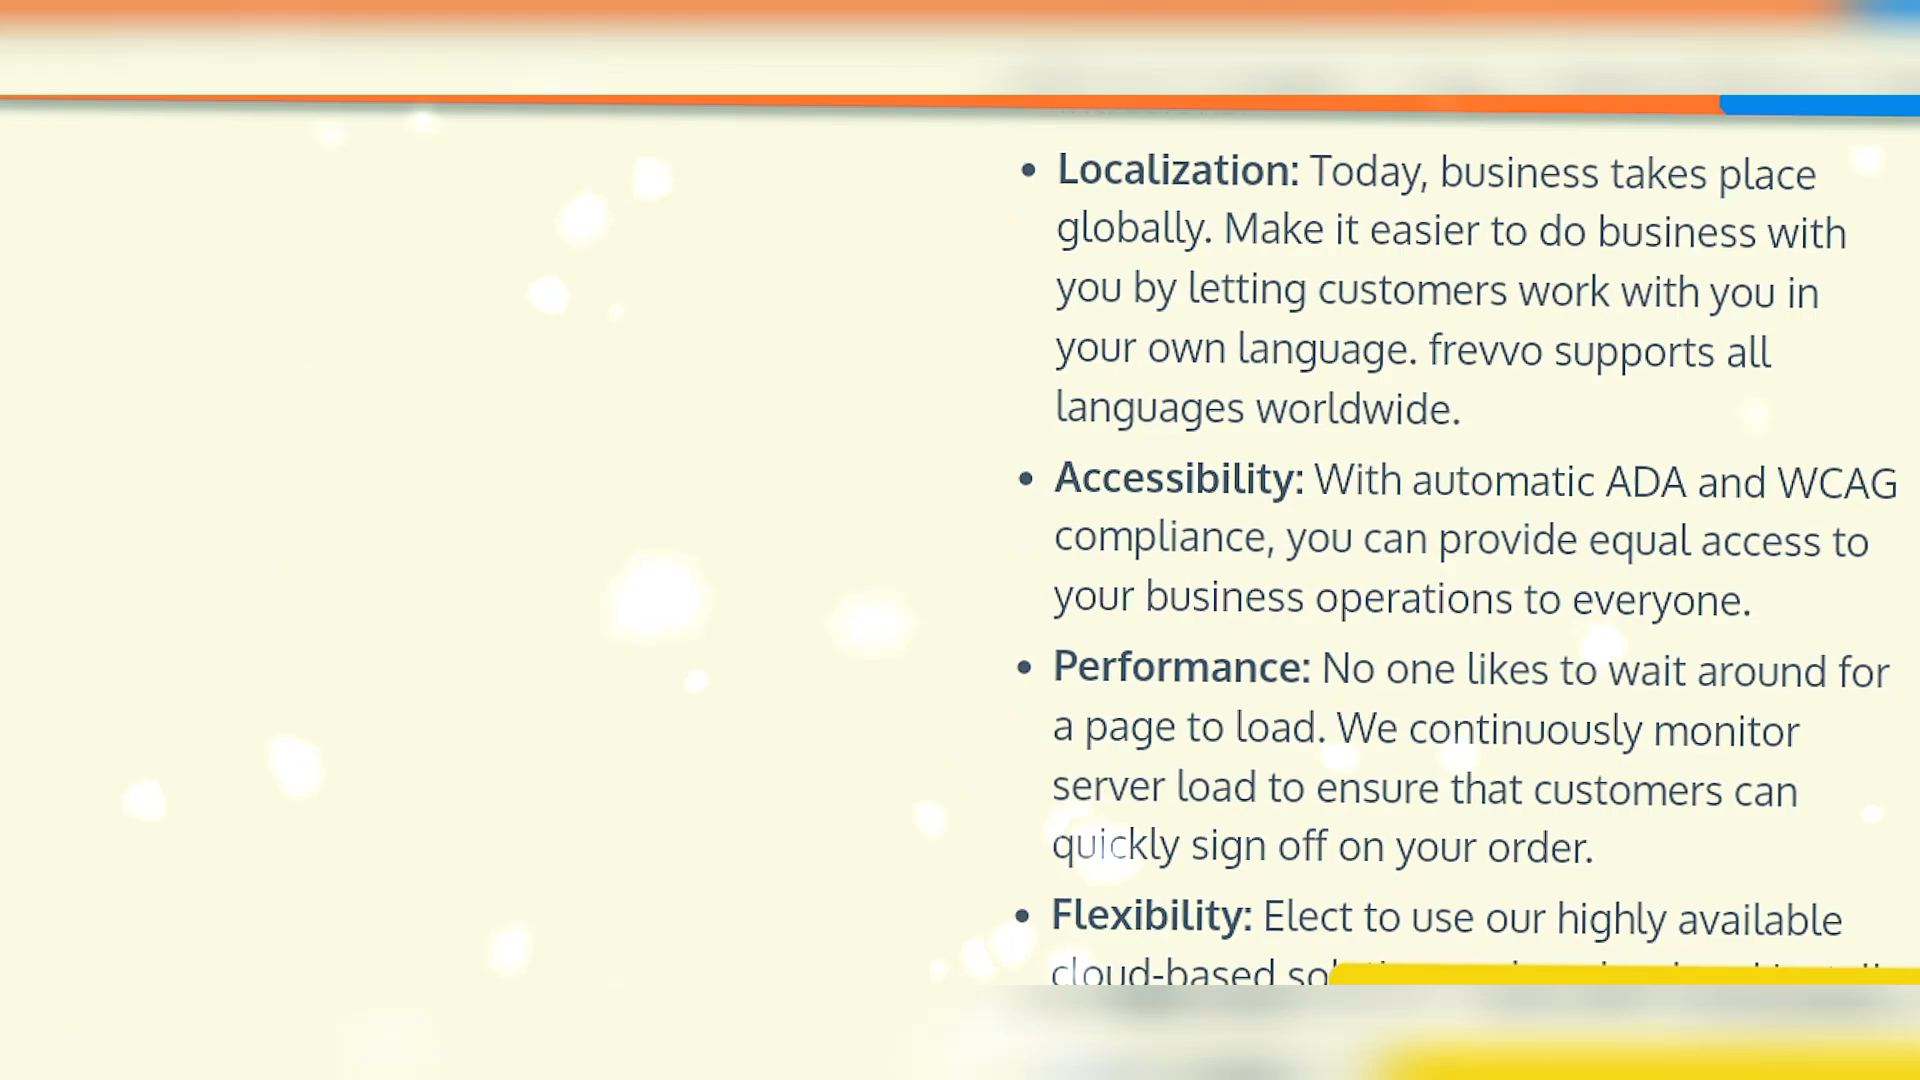 • Localization: Today, business takes place
globally. Make it easier to do business with
you by letting customers work with you in
your own language. frevvo supports all
languages worldwide.
• Accessibility: With automatic ADA and WCAG
compliance, you can provide equal access to
your business operations to everyone.
• Performance: No one likes to wait around for
a page to load. We continuously monitor
server load to ensure that customers can
quickly sign off on your order.
• Flexibility: Elect to use our highly available
cloud-based